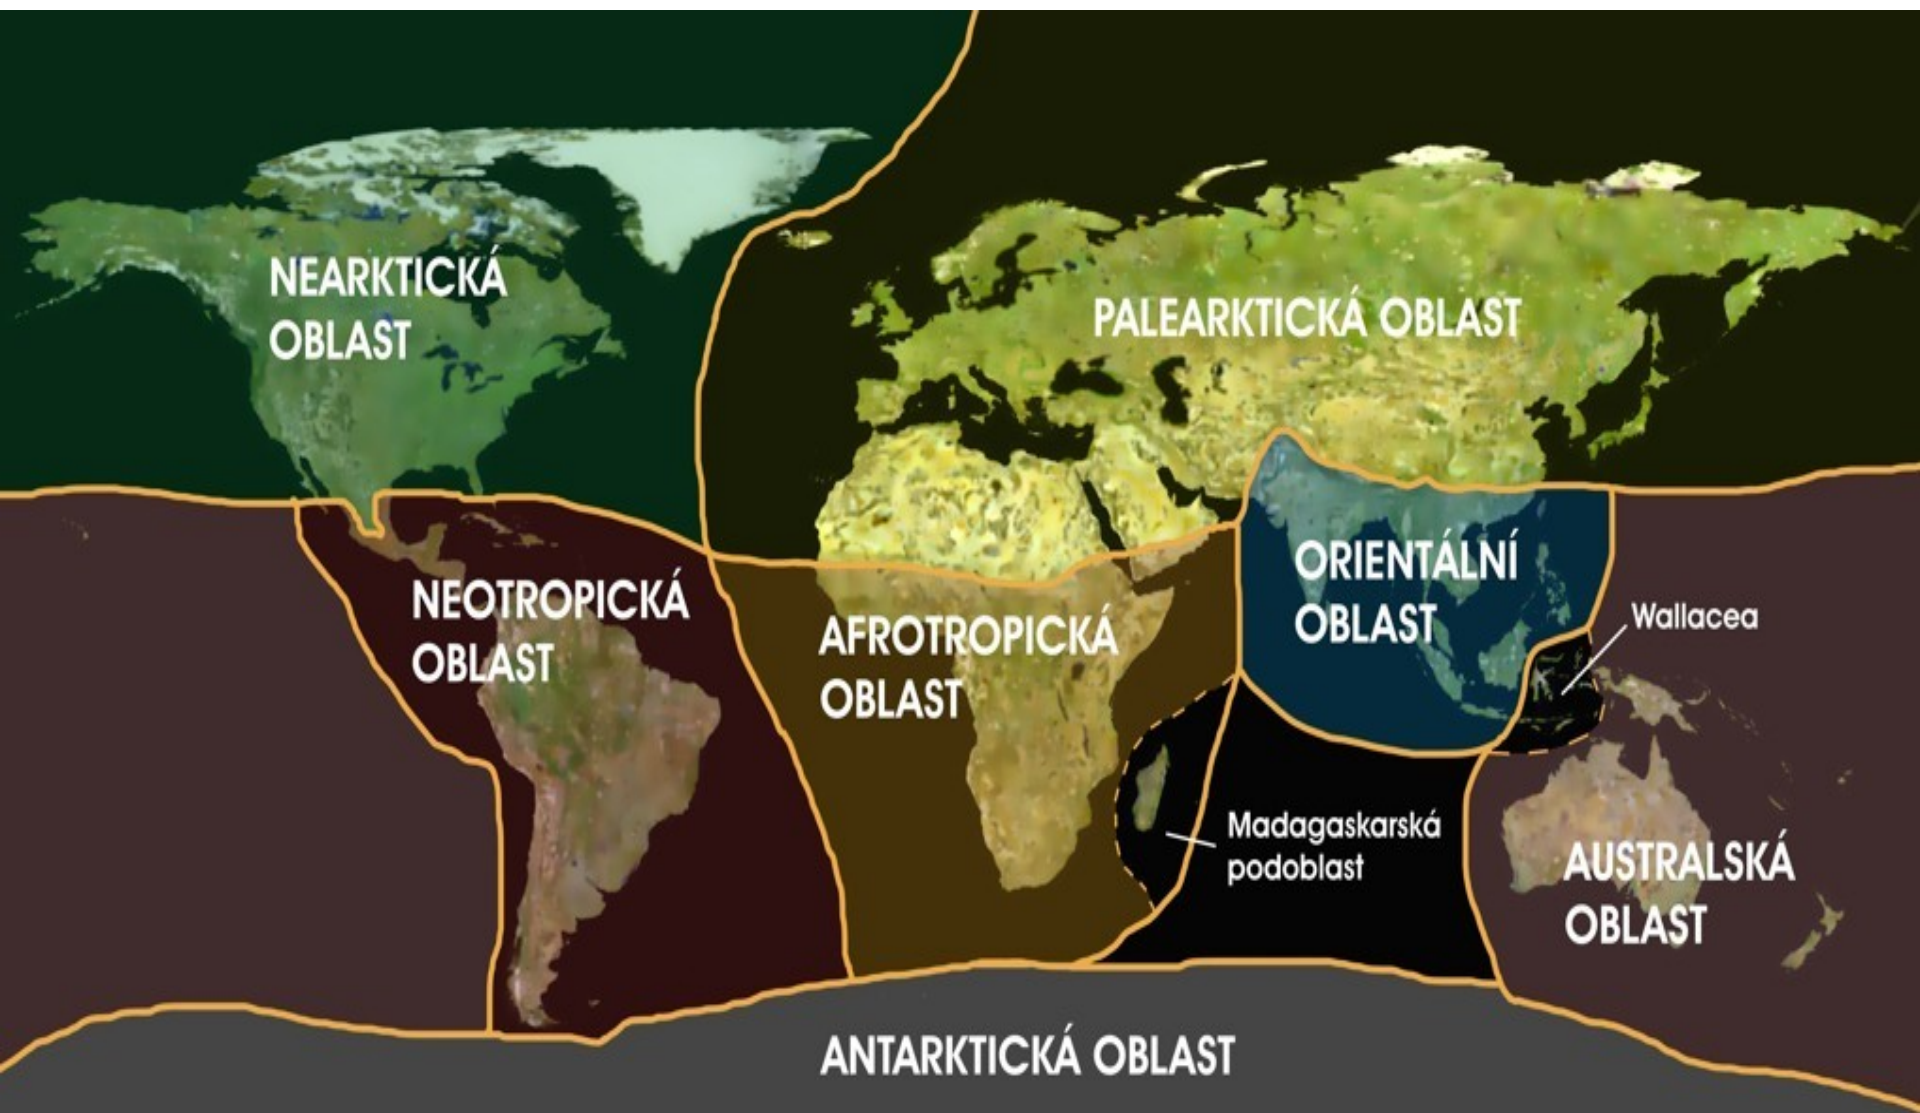 NEARKTICKÁ
OBLAST
PALEARKTICKÁ OBLAST
NEOTROPICKÁ
OBLAST
AFROTROPICKÁ
OBLAST
ORIENTÁLNÍ
OBLAST
Wallacea
Madagaskarská
podoblast
AUSTRALSKÁ
OBLAST
ANTARKTICKÁ OBLAST